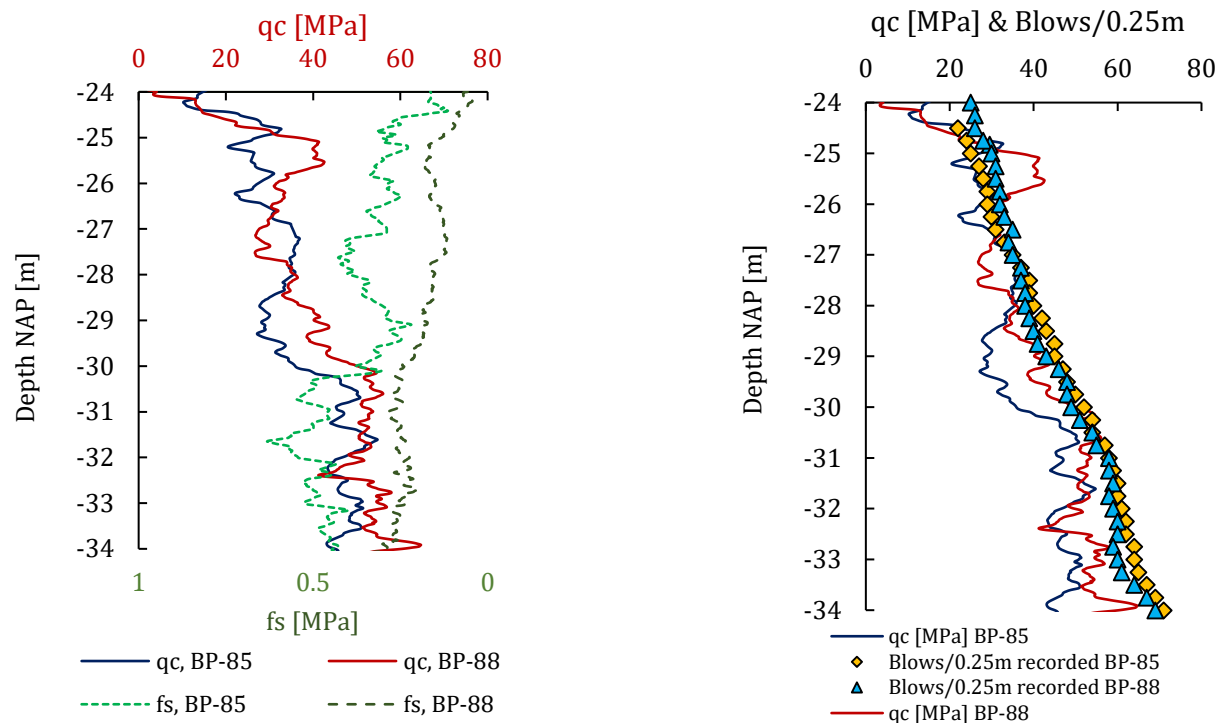 qc [MPa]
0 20 40 60 80
-24
-25
-26
-27
-28
-29
-30
-31
-32
-33
-34
Depth NAP [m]
1 0.5 0
fs [MPa]
qc, BP-85 qc, BP-88
fs, BP-85 fs, BP-88
qc [MPa] & Blows/0.25m
0 20 40 60 80
-24
-25
-26
-27
-28
-29
-30
-31
-32
-33
-34
Depth NAP [m]
qc [MPa] BP-85
Blows/0.25m recorded BP-85
Blows/0.25m recorded BP-88
qc [MPa] BP-88